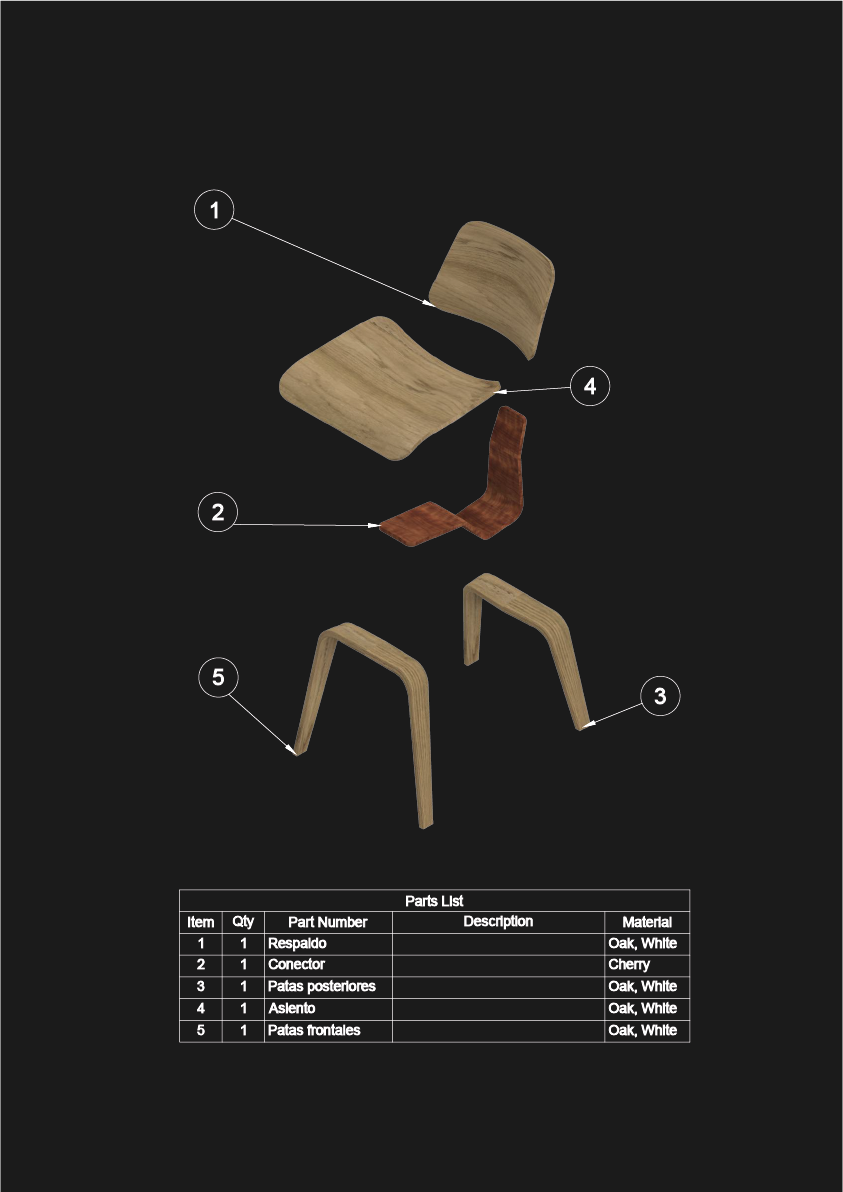 1
4
2
5
3
Parts List
Item Qty Part Number Description Material
1 1 Respaldo Oak, White
2 1 Conector Cherry
3 1 Patas posteriores Oak, White
4 1 Asiento Oak, White
5 1 Patas frontales Oak, White